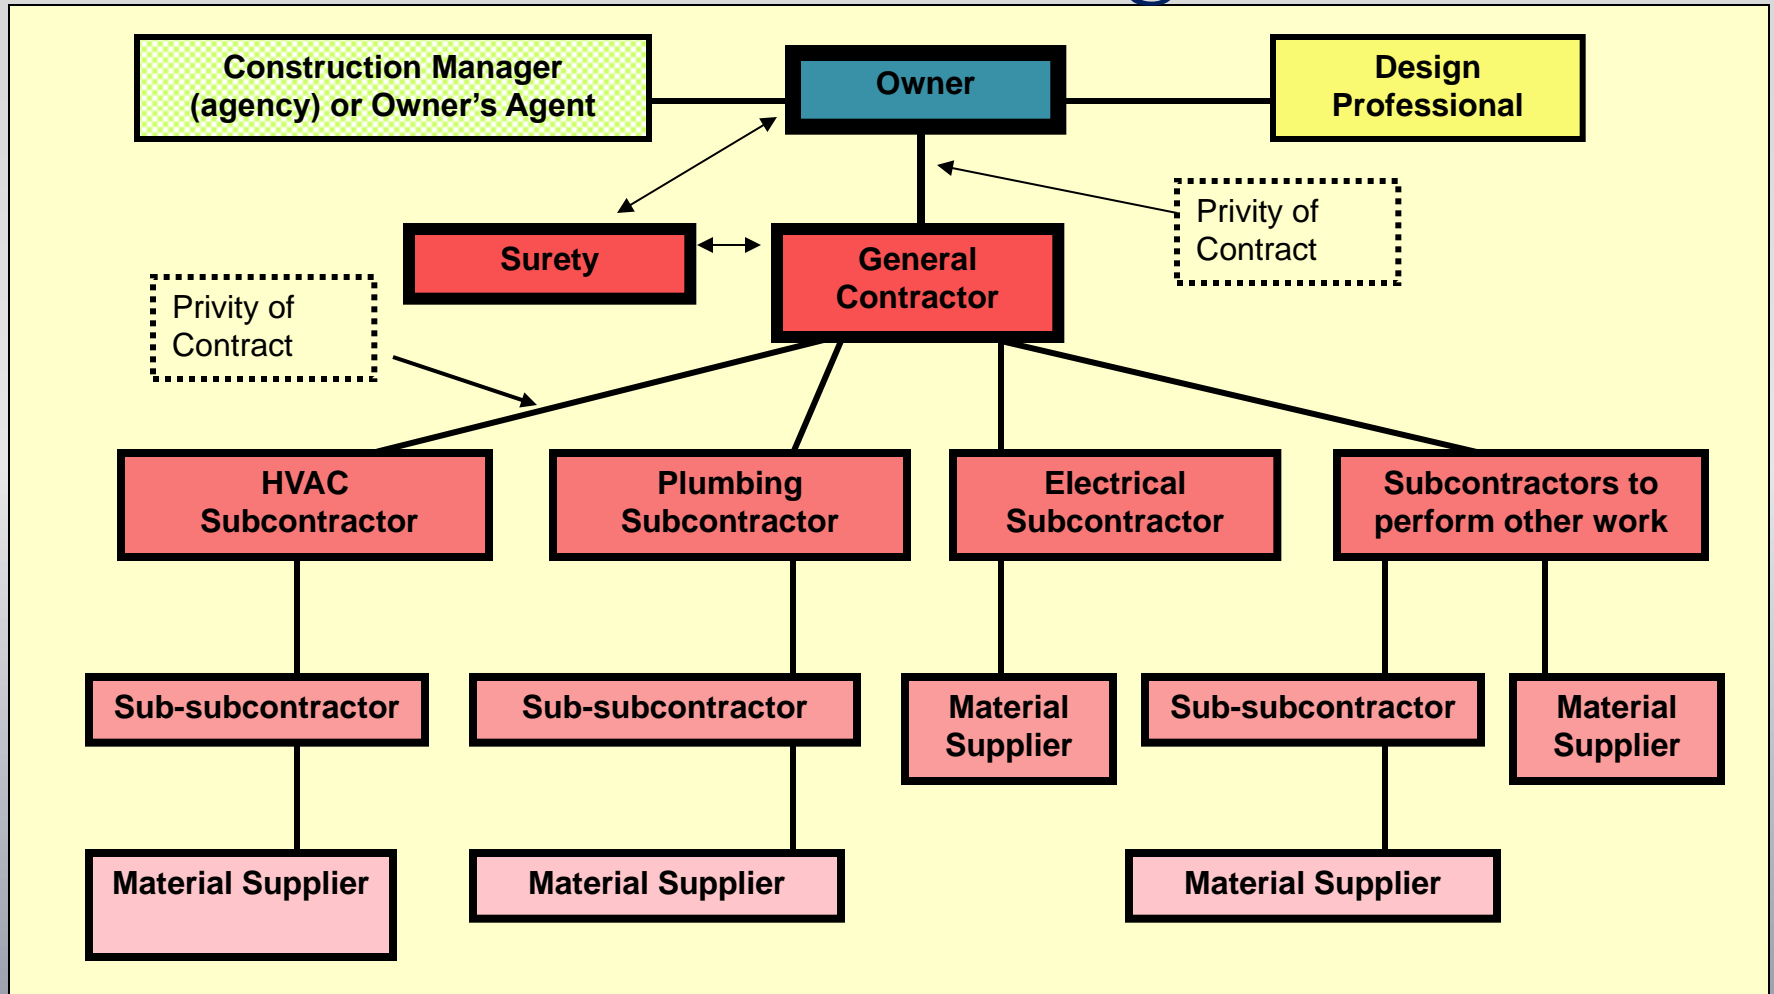 Construction Manager
(agency) or Owner's Agent
Owner
Design
Professional
Privity of
Contract
Surety
General
Contractor
Privity of
Contract
HVAC
Subcontractor
Plumbing
Subcontractor
Electrical
Subcontractor
Subcontractors to
perform other work
Sub-subcontractor
Sub-subcontractor
Material
Supplier
Sub-subcontractor
Material
Supplier
Material Supplier
Material Supplier
Material Supplier